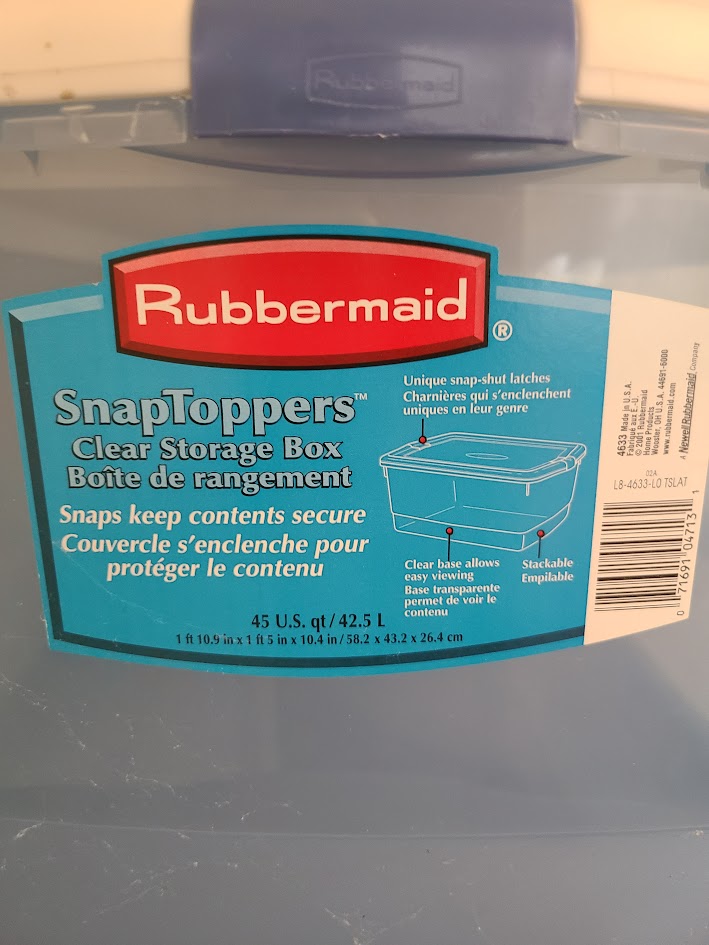 Rubbermaid
Rubbermaid®
SnapToppers™
Clear Storage Box
Boîte de rangement
Snaps keep contents secure
Couvercle s'enclenche pour
protéger le contenu
Unique snap-shut latches
Charnières qui s'enclenchent
uniques en leur genre
Clear base allows
easy viewing
Base transparente
permet de voir le
contenu
Stackable
Empilable
45 U.S. qt / 42.5 L
1 ft 10.9 in x 1 ft 5 in x 10.4 in / 58.2 x 43.2 x 26.4 cm
4633 Made in U.S.A.
Fabriqué aux E.-U.
© 2001 Rubbermaid
Home Products
Wooster, OH U.S.A. 44691-6000
www.rubbermaid.com
A Newell Rubbermaid Company
02A
LB-4633-LO TSLAT
0 71691 04713 1